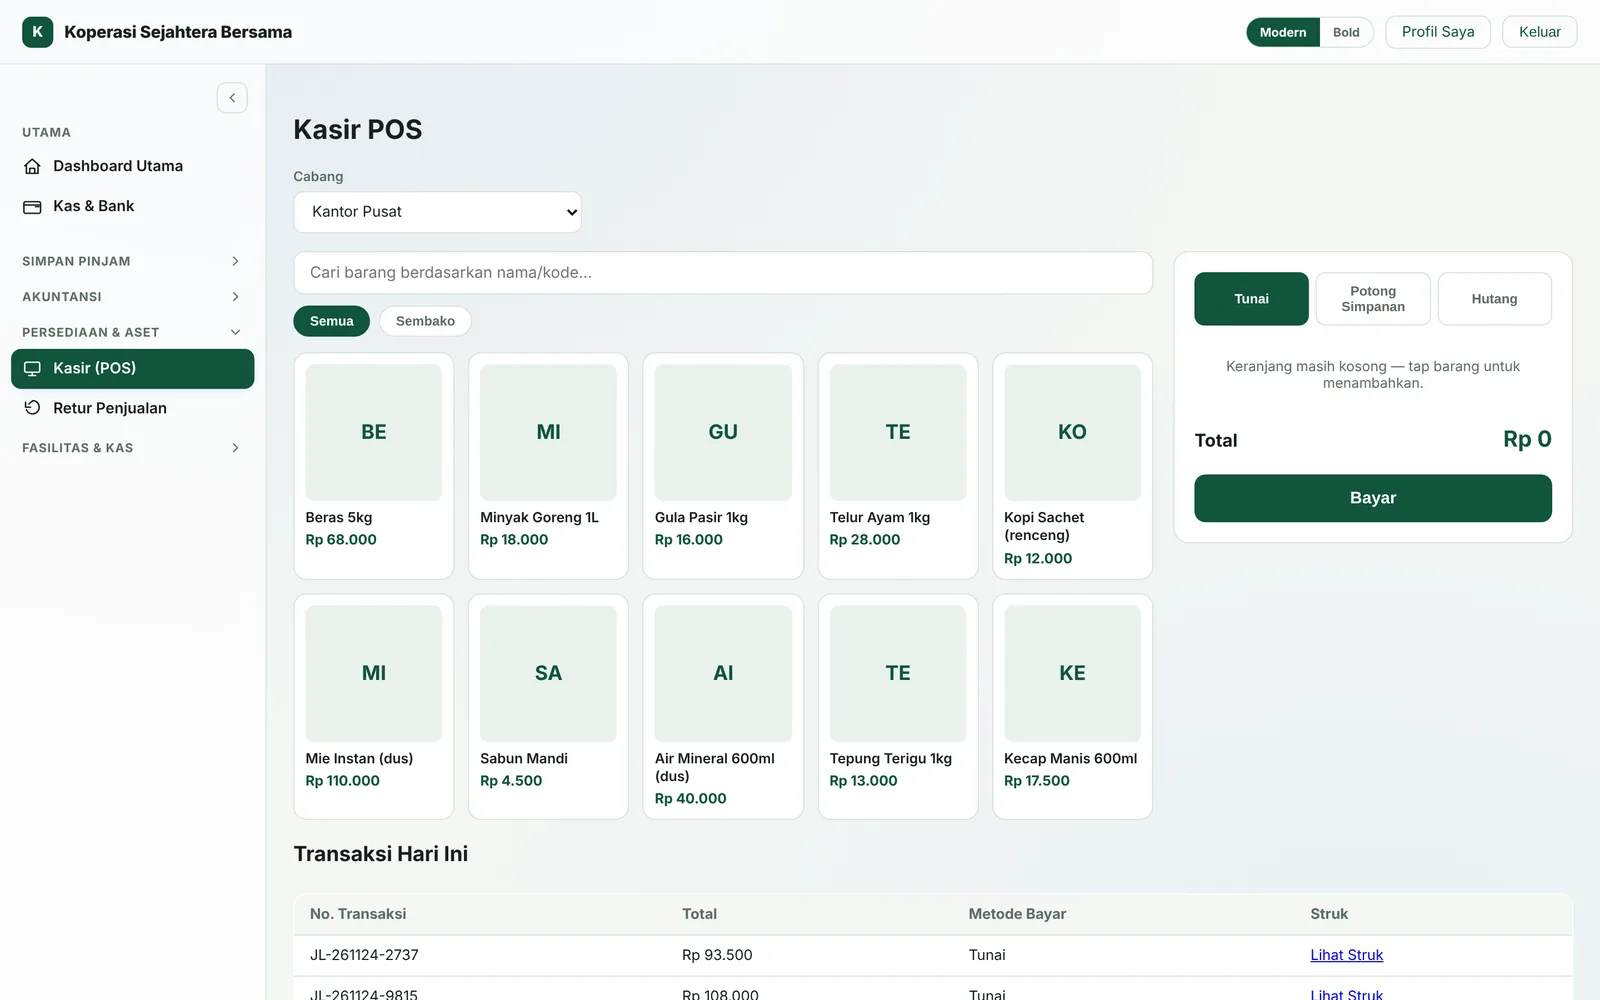 K Koperasi Sejahtera Bersama
Modern Bold Profil Saya Keluar
UTAMA
Dashboard Utama
Kas & Bank
SIMPAN PINJAM
AKUNTANSI
PERSEDIAAN & ASET
Kasir (POS)
Retur Penjualan
FASILITAS & KAS
Kasir POS
Cabang
Kantor Pusat
Cari barang berdasarkan nama/kode...
Semua Sembako
BE
Beras 5kg
Rp 68.000
MI
Minyak Goreng 1L
Rp 18.000
GU
Gula Pasir 1kg
Rp 16.000
TE
Telur Ayam 1kg
Rp 28.000
KO
Kopi Sachet
(renceng)
Rp 12.000
MI
Mie Instan (dus)
Rp 110.000
SA
Sabun Mandi
Rp 4.500
AI
Air Mineral 600ml
(dus)
Rp 40.000
TE
Tepung Terigu 1kg
Rp 13.000
KE
Kecap Manis 600ml
Rp 17.500
Tunai
Potong
Simpanan
Hutang
Keranjang masih kosong — tap barang untuk
menambahkan.
Total Rp 0
Bayar
Transaksi Hari Ini
No. Transaksi Total Metode Bayar Struk
JL-261124-2737 Rp 93.500 Tunai Lihat Struk
JL-261124-9815 Rp 108.000 Tunai Lihat Struk